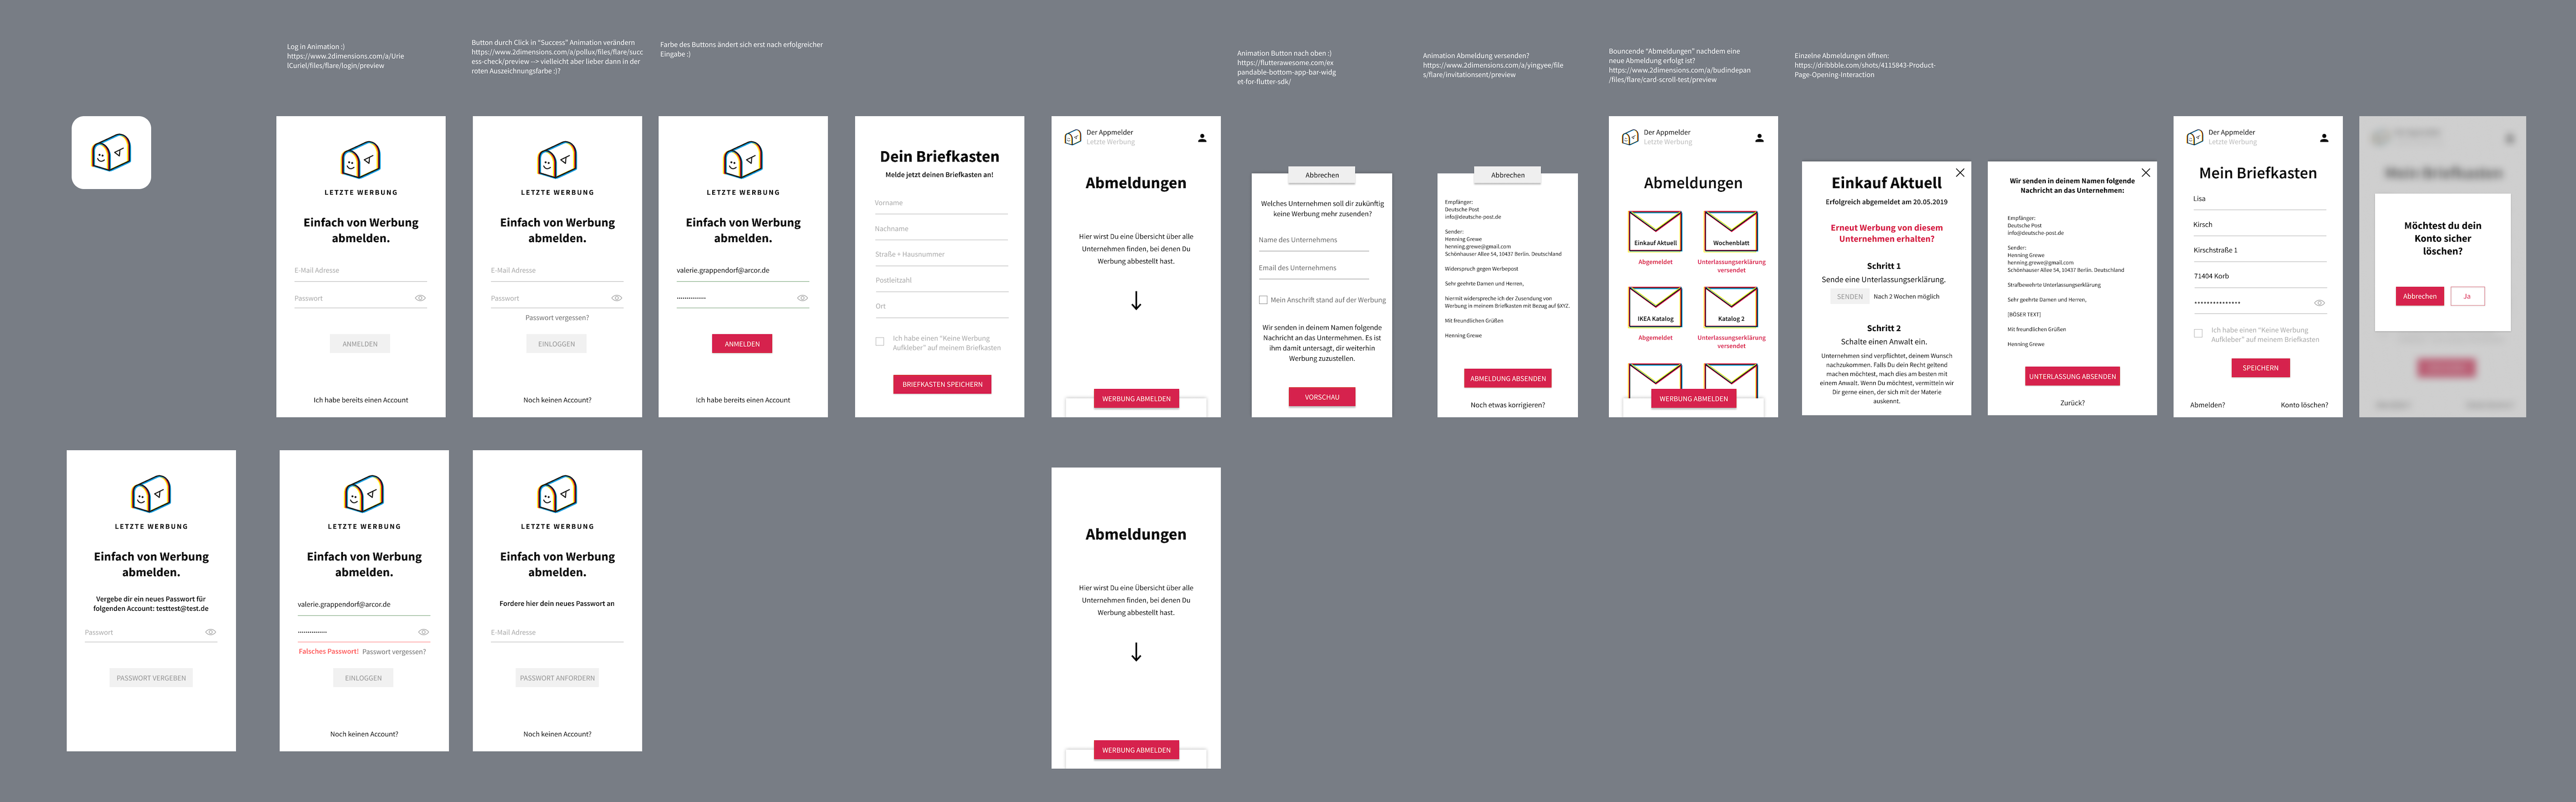 Log in Animation :)
https://www.2dimensions.com/a/Urie
lCuriel/files/flare/login/preview
Button durch Click in “Success” Animation verändern
https://www.2dimensions.com/a/pollux/files/flare/succ
ess-check/preview --> vielleicht aber lieber dann in der
roten Auszeichnungsfarbe :)?
Farbe des Buttons ändert sich erst nach erfolgreicher
Eingabe :)
Animation Button nach oben :)
https://flutterawesome.com/ex
pandable-bottom-app-bar-widg
et-for-flutter-sdk/
Animation Abmeldung versenden?
https://www.2dimensions.com/a/yingyee/file
s/flare/invitationsent/preview
Bouncende “Abmeldungen” nachdem eine
neue Abmeldung erfolgt ist?
https://www.2dimensions.com/a/budindepan
/files/flare/card-scroll-test/preview
Einzelne Abmeldungen öffnen:
https://dribbble.com/shots/4115843-Product-
Page-Opening-Interaction
LETZTE WERBUNG
Einfach von Werbung
abmelden.
E-Mail Adresse
Passwort
ANMELDEN
Ich habe bereits einen Account
LETZTE WERBUNG
Einfach von Werbung
abmelden.
E-Mail Adresse
Passwort
Passwort vergessen?
EINLOGGEN
Noch keinen Account?
LETZTE WERBUNG
Einfach von Werbung
abmelden.
valerie.grappendorf@arcor.de
ANMELDEN
Ich habe bereits einen Account
Dein Briefkasten
Melde jetzt deinen Briefkasten an!
Vorname
Nachname
Straße + Hausnummer
Postleitzahl
Ort
Ich habe einen “Keine Werbung
Aufkleber” auf meinem Briefkasten
BRIEFKASTEN SPEICHERN
Der Appmelder
Letzte Werbung
Abmeldungen
Hier wirst Du eine Übersicht über alle
Unternehmen finden, bei denen Du
Werbung abbestellt hast.
WERBUNG ABMELDEN
Abbrechen
Welches Unternehmen soll dir zukünftig
keine Werbung mehr zusenden?
Name des Unternehmens
Email des Unternehmens
Mein Anschrift stand auf der Werbung
Wir senden in deinem Namen folgende
Nachricht an das Unternehmen. Es ist
ihm damit untersagt, dir weiterhin
Werbung zuzustellen.
VORSCHAU
Abbrechen
Empfänger:
Deutsche Post
info@deutsche-post.de
Sender:
Henning Grewe
henning.grewe@gmail.com
Schönhauser Allee 54, 10437 Berlin. Deutschland
Widerspruch gegen Werbepost
Sehr geehrte Damen und Herren,
hiermit widerspreche ich der Zusendung von
Werbung in meinem Briefkasten mit Bezug auf $XYZ.
Mit freundlichen Grüßen
Henning Grewe
ABMELDUNG ABSENDEN
Noch etwas korrigieren?
Der Appmelder
Letzte Werbung
Abmeldungen
Einkauf Aktuell
Wochenblatt
Abgemeldet
Unterlassungserklärung
versendet
IKEA Katalog
Katalog 2
Abgemeldet
Unterlassungserklärung
versendet
WERBUNG ABMELDEN
Einkauf Aktuell
Erfolgreich abgemeldet am 20.05.2019
Erneut Werbung von diesem
Unternehmen erhalten?
Schritt 1
Sende eine Unterlassungserklärung.
SENDEN
Nach 2 Wochen möglich
Schritt 2
Schalte einen Anwalt ein.
Unternehmen sind verpflichtet, deinem Wunsch
nachzukommen. Falls Du dein Recht geltend
machen möchtest, mach dies am besten mit
einem Anwalt. Wenn Du möchtest, vermitteln wir
Dir gerne einen, der sich mit der Materie
auskennt.
Wir senden in deinem Namen folgende
Nachricht an das Unternehmen:
Empfänger:
Deutsche Post
info@deutsche-post.de
Sender:
Henning Grewe
henning.grewe@gmail.com
Schönhauser Allee 54, 10437 Berlin. Deutschland
Strafbewehrte Unterlassungserklärung
Sehr geehrte Damen und Herren,
[BÖSER TEXT]
Mit freundlichen Grüßen
Henning Grewe
UNTERLASSUNG ABSENDEN
Zurück?
Der Appmelder
Letzte Werbung
Mein Briefkasten
Lisa
Kirsch
Kirschstraße 1
71404 Korb
***************
Ich habe einen “Keine Werbung
Aufkleber” auf meinem Briefkasten
SPEICHERN
Abmelden?
Konto löschen?
Möchtest du dein
Konto sicher
löschen?
Abbrechen
Ja
LETZTE WERBUNG
Einfach von Werbung
abmelden.
Vergebe dir ein neues Passwort für
folgenden Account: testtest@test.de
Passwort
PASSWORT VERGEBEN
LETZTE WERBUNG
Einfach von Werbung
abmelden.
valerie.grappendorf@arcor.de
Falsches Passwort! Passwort vergessen?
EINLOGGEN
Noch keinen Account?
LETZTE WERBUNG
Einfach von Werbung
abmelden.
Fordere hier dein neues Passwort an
E-Mail Adresse
PASSWORT ANFORDERN
Noch keinen Account?
Abmeldungen
Hier wirst Du eine Übersicht über alle
Unternehmen finden, bei denen Du
Werbung abbestellt hast.
WERBUNG ABMELDEN